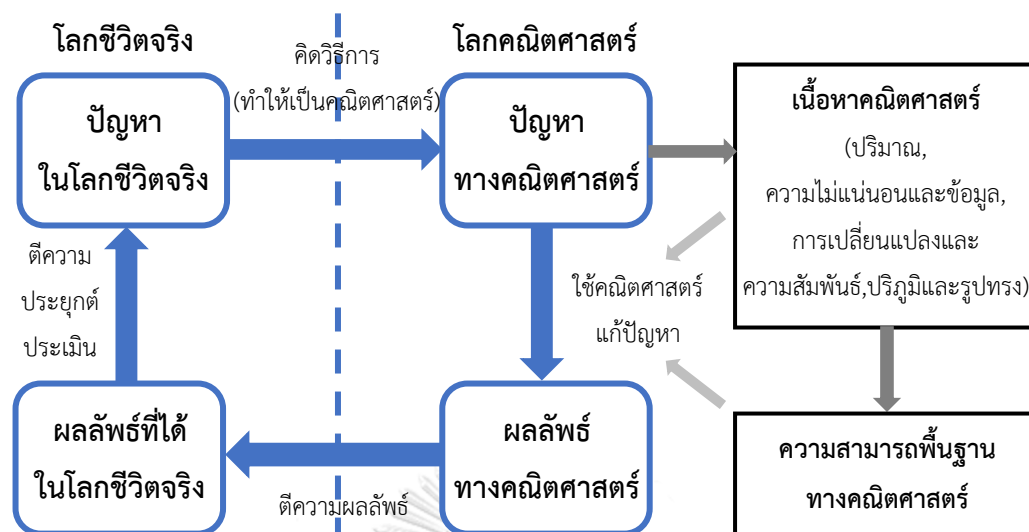 โลกชีวิตจริง
คิดวิธีการ
(ทำให้เป็นคณิตศาสตร์)
โลกคณิตศาสตร์
ปัญหา
ในโลกชีวิตจริง
ปัญหา
ทางคณิตศาสตร์
เนื้อหาคณิตศาสตร์
(ปริมาณ,
ความไม่แน่นอนและข้อมูล,
การเปลี่ยนแปลงและ
ความสัมพันธ์,ปริภูมิและรูปทรง)
ตีความ
ประยุกต์
ประเมิน
ใช้คณิตศาสตร์
แก้ปัญหา
ผลลัพธ์ที่ได้
ในโลกชีวิตจริง
ตีความผลลัพธ์
ผลลัพธ์
ทางคณิตศาสตร์
ความสามารถพื้นฐาน
ทางคณิตศาสตร์